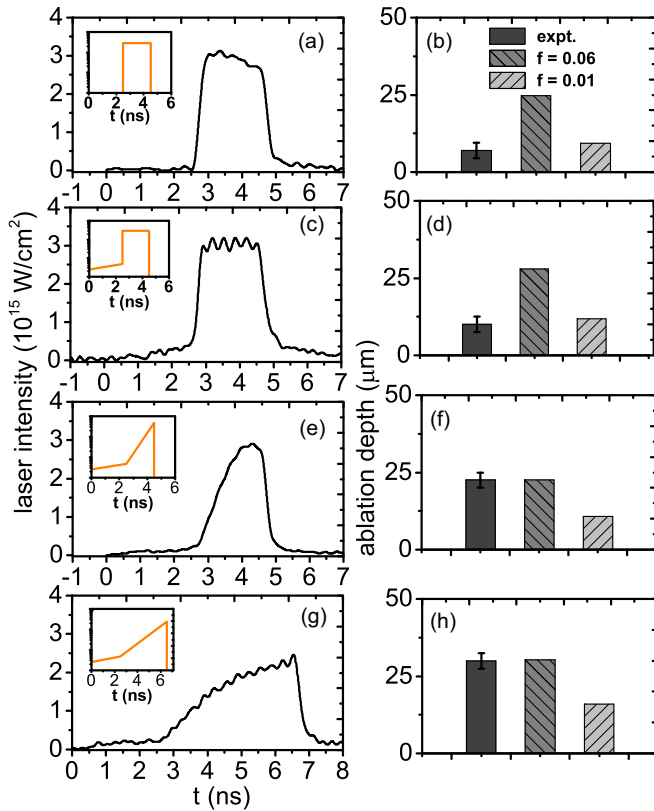 4 (a) 50 (b) expt.
3 f = 0.06
2 25 f = 0.01
0 2 4 6
1 t (ns)
0 0
-1 0 1 2 3 4 5 6 7
4 (c) 50 (d)
3
2 25
0 2 4 6
1 t (ns)
0 0
-1 0 1 2 3 4 5 6 7
laser intensity (10¹⁵ W/cm²)
ablation depth (μm)
4 (e) 50 (f)
3
2 25
0 2 4 6
1 t (ns)
0 0
-1 0 1 2 3 4 5 6 7
4 (g) 50 (h)
3
2 25
0 2 4 6
1 t (ns)
0 0
0 1 2 3 4 5 6 7 8
t (ns)